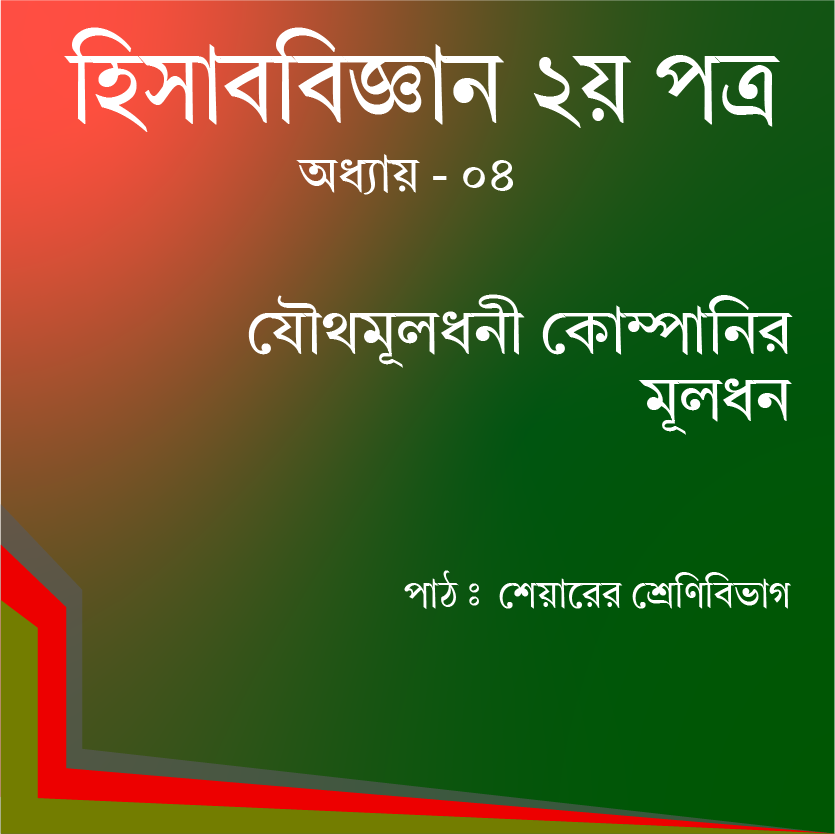 হিসাববিজ্ঞান ২য় পত্র
অধ্যায় - ০৪
যৌথমূলধনী কোম্পানির
মূলধন
পাঠ ঃ শেয়ারের শ্রেণিবিভাগ